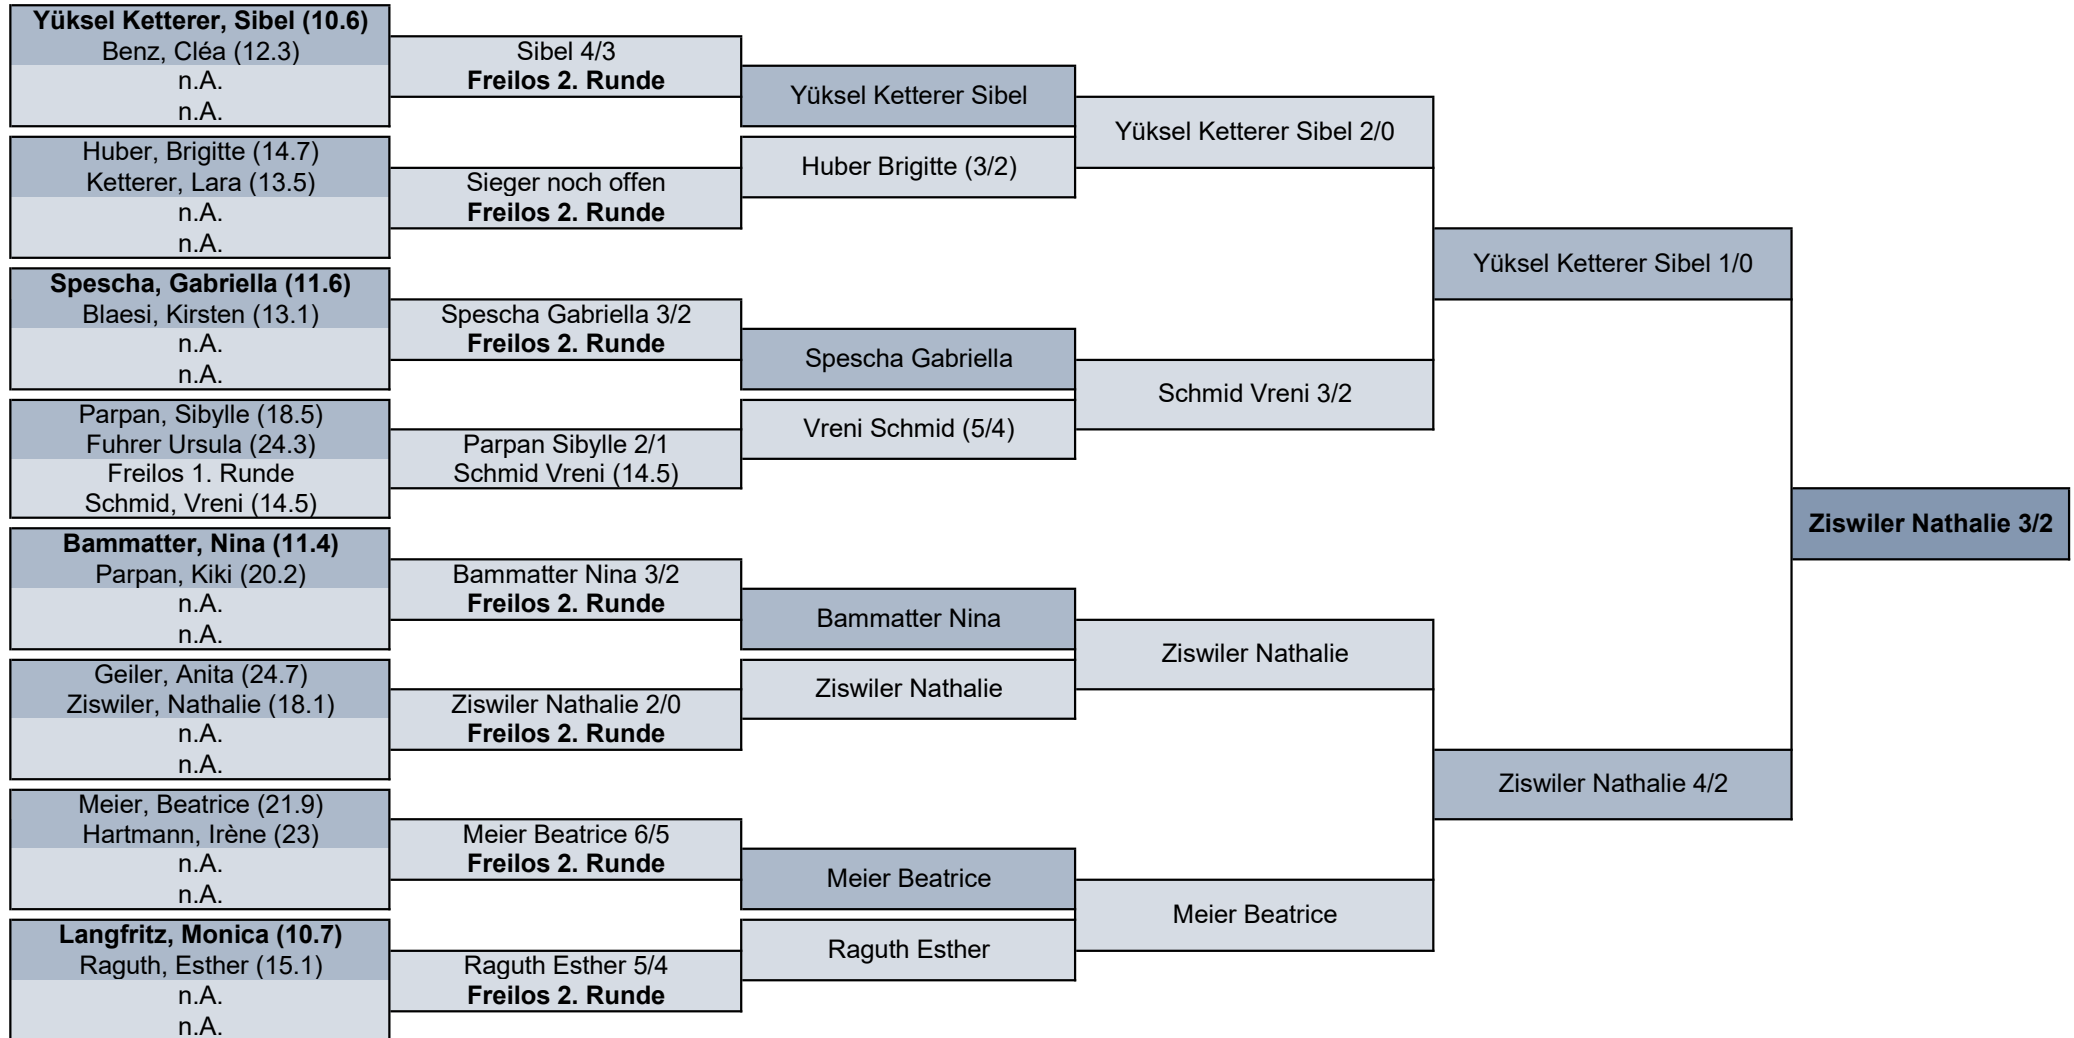 Yüksel Ketterer, Sibel (10.6)
Benz, Cléa (12.3)
n.A.
n.A.
Huber, Brigitte (14.7)
Ketterer, Lara (13.5)
n.A.
n.A.
Spescha, Gabriella (11.6)
Blaesi, Kirsten (13.1)
n.A.
n.A.
Parpan, Sibylle (18.5)
Fuhrer Ursula (24.3)
Freilos 1. Runde
Schmid, Vreni (14.5)
Bammatter, Nina (11.4)
Parpan, Kiki (20.2)
n.A.
n.A.
Geiler, Anita (24.7)
Ziswiler, Nathalie (18.1)
n.A.
n.A.
Meier, Beatrice (21.9)
Hartmann, Irène (23)
n.A.
n.A.
Langfritz, Monica (10.7)
Raguth, Esther (15.1)
n.A.
n.A.
Sibel 4/3
Freilos 2. Runde
Sieger noch offen
Freilos 2. Runde
Spescha Gabriella 3/2
Freilos 2. Runde
Parpan Sibylle 2/1
Schmid Vreni (14.5)
Bammatter Nina 3/2
Freilos 2. Runde
Ziswiler Nathalie 2/0
Freilos 2. Runde
Meier Beatrice 6/5
Freilos 2. Runde
Raguth Esther 5/4
Freilos 2. Runde
Yüksel Ketterer Sibel
Huber Brigitte (3/2)
Spescha Gabriella
Vreni Schmid (5/4)
Bammatter Nina
Ziswiler Nathalie
Meier Beatrice
Raguth Esther
Yüksel Ketterer Sibel 2/0
Schmid Vreni 3/2
Ziswiler Nathalie
Meier Beatrice
Yüksel Ketterer Sibel 1/0
Ziswiler Nathalie 4/2
Ziswiler Nathalie 3/2